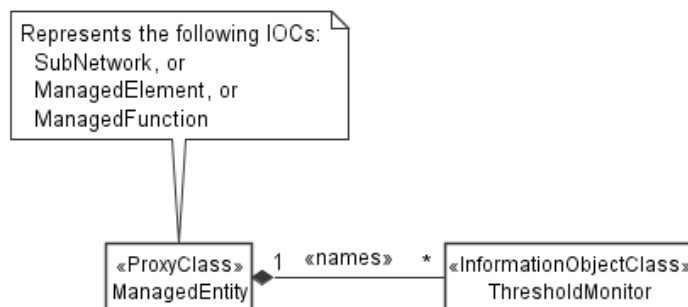 Represents the following IOCs:
SubNetwork, or
ManagedElement, or
ManagedFunction
«ProxyClass»
ManagedEntity
1 «names» *
«InformationObjectClass»
ThresholdMonitor